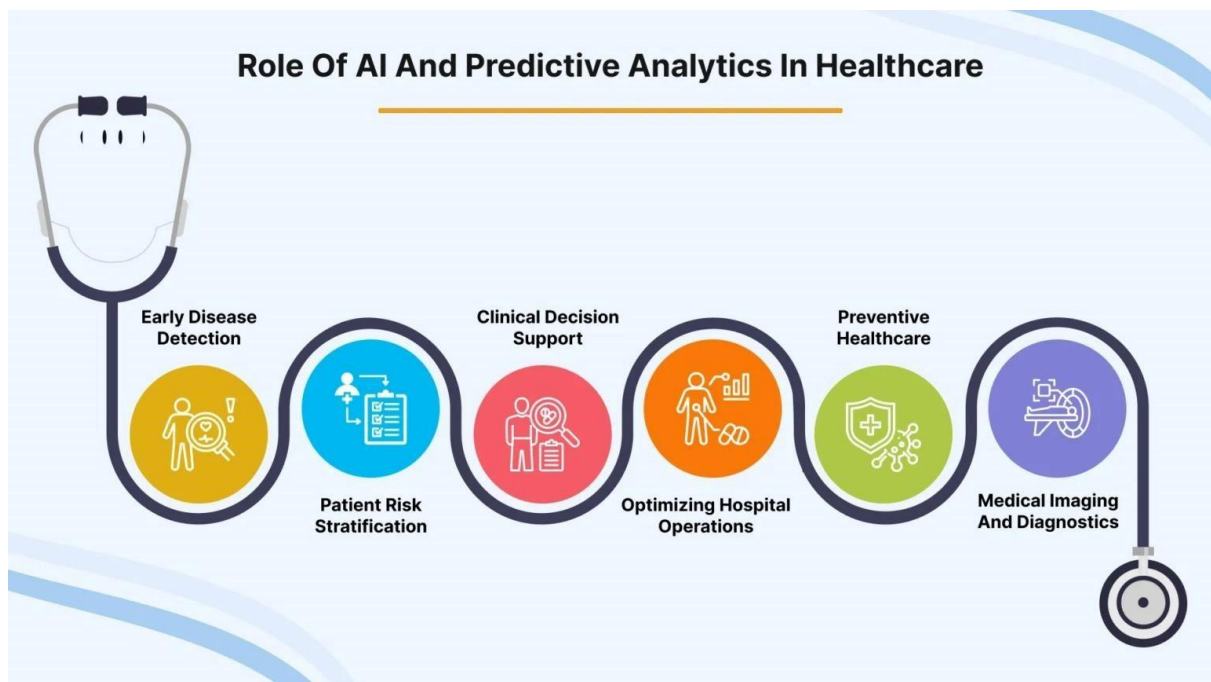 Role Of AI And Predictive Analytics In Healthcare
Early Disease
Detection
Patient Risk
Stratification
Clinical Decision
Support
Optimizing Hospital
Operations
Preventive
Healthcare
Medical Imaging
And Diagnostics